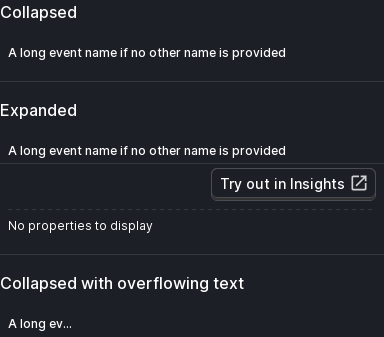 Collapsed
A long event name if no other name is provided
Expanded
A long event name if no other name is provided
Try out in Insights
No properties to display
Collapsed with overflowing text
A long ev...